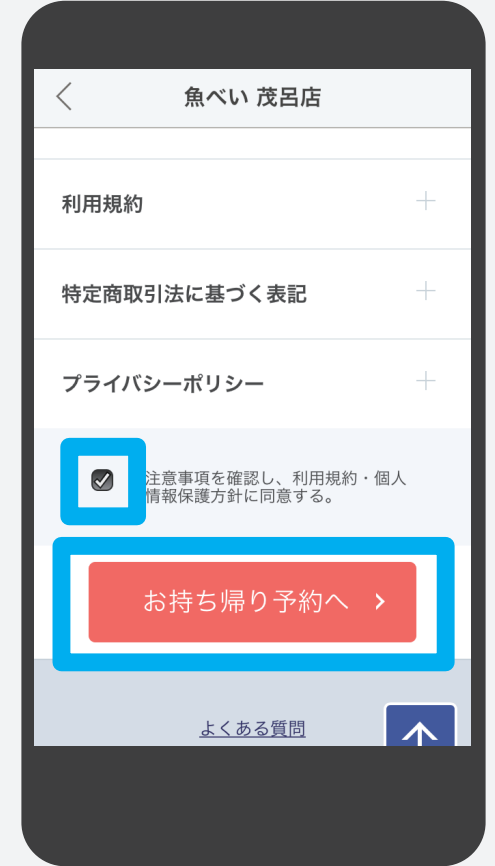 魚べい 茂呂店
利用規約
特定商取引法に基づく表記
プライバシーポリシー
注意事項を確認し、利用規約・個人
情報保護方針に同意する。
お持ち帰り予約へ
よくある質問